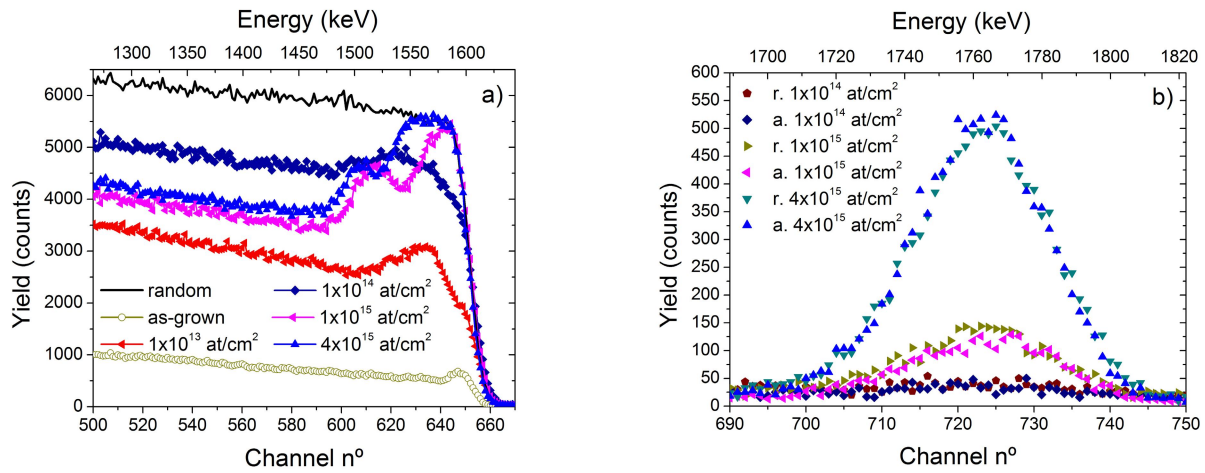 Energy (keV)
1300 1350 1400 1450 1500 1550 1600
a)
Yield (counts)
6000
5000
4000
3000
2000
1000
0
random
as-grown
1x10¹³ at/cm²
1x10¹⁴ at/cm²
1x10¹⁵ at/cm²
4x10¹⁵ at/cm²
500 520 540 560 580 600 620 640 660
Channel nº
Energy (keV)
1700 1720 1740 1760 1780 1800 1820
b)
Yield (counts)
600
550
500
450
400
350
300
250
200
150
100
50
0
r. 1x10¹⁴ at/cm²
a. 1x10¹⁴ at/cm²
r. 1x10¹⁵ at/cm²
a. 1x10¹⁵ at/cm²
r. 4x10¹⁵ at/cm²
a. 4x10¹⁵ at/cm²
690 700 710 720 730 740 750
Channel nº